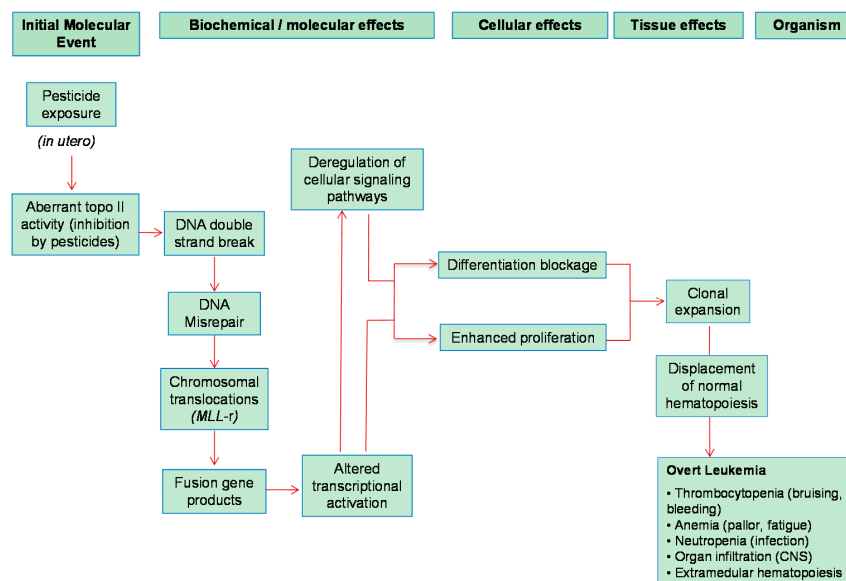 Initial Molecular
Event
Biochemical / molecular effects
Cellular effects
Tissue effects
Organism
Pesticide
exposure
(in utero)
Aberrant topo II
activity (inhibition
by pesticides)
DNA double
strand break
DNA
Misrepair
Chromosomal
translocations
(MLL-r)
Fusion gene
products
Altered
transcriptional
activation
Deregulation of
cellular signaling
pathways
Differentiation blockage
Enhanced proliferation
Clonal
expansion
Displacement
of normal
hematopoiesis
Overt Leukemia
• Thrombocytopenia (bruising,
bleeding)
• Anemia (pallor, fatigue)
• Neutropenia (infection)
• Organ infiltration (CNS)
• Extramedular hematopoiesis